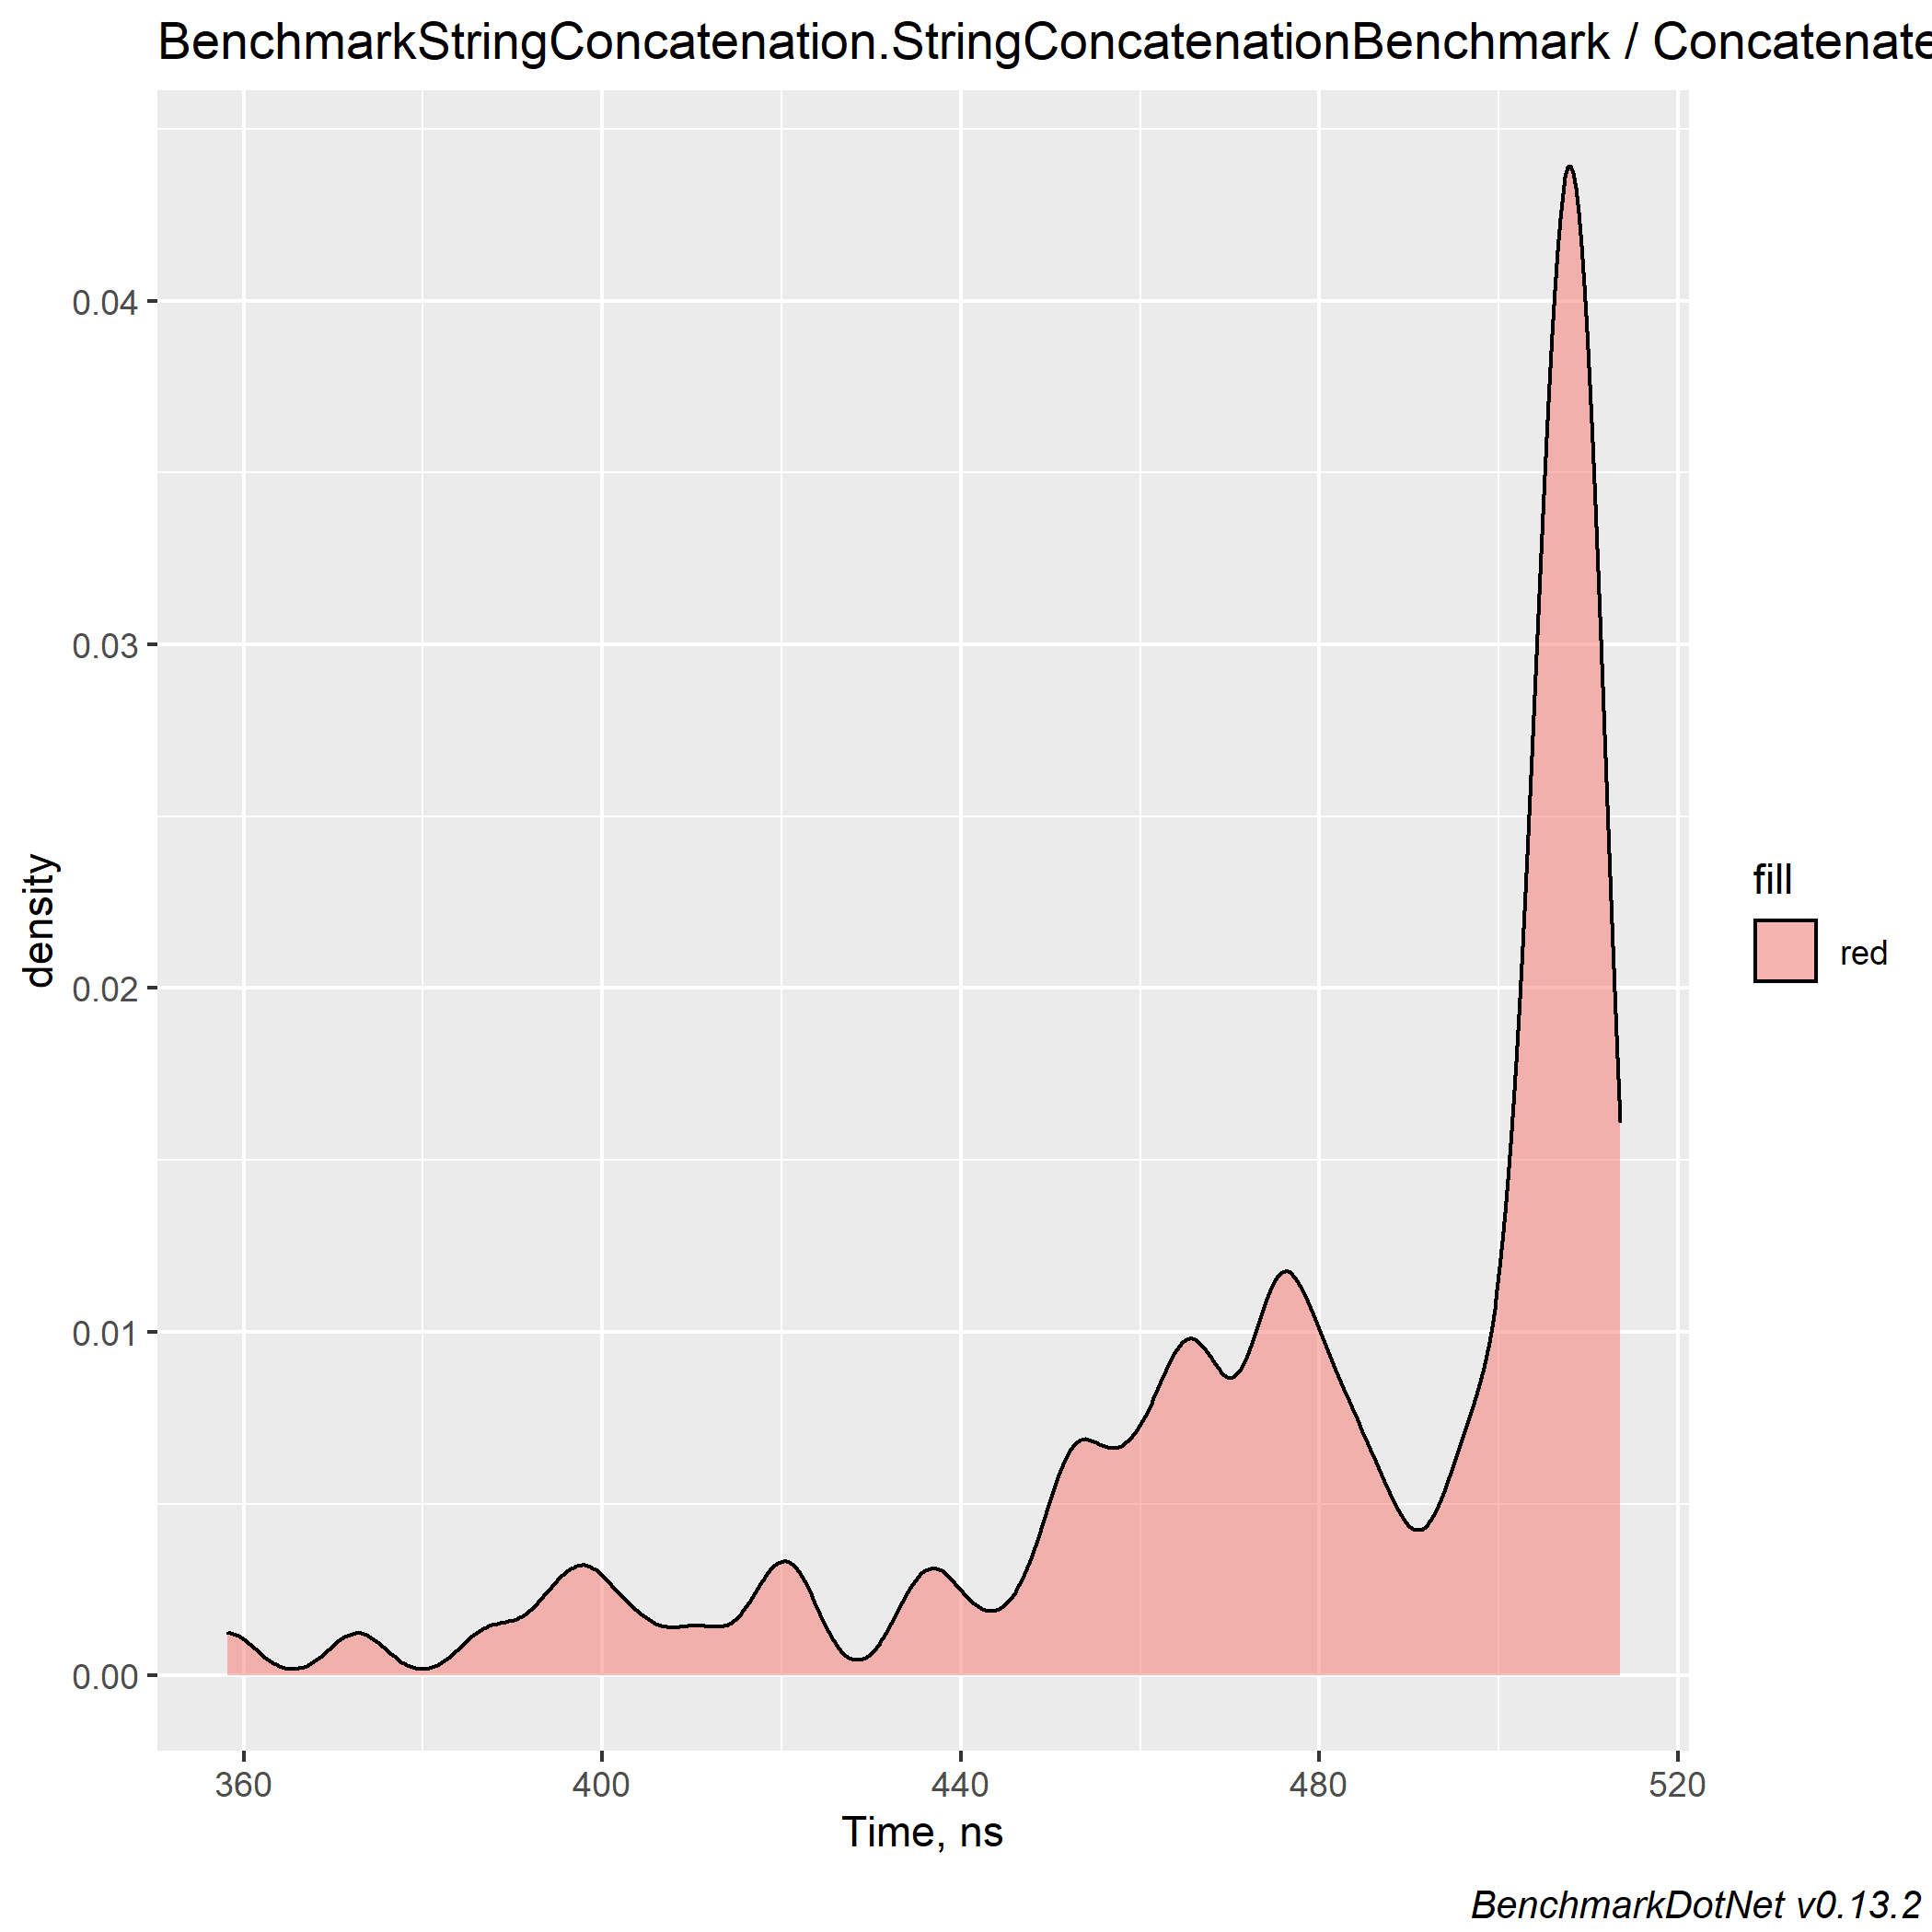 BenchmarkStringConcatenation.StringConcatenationBenchmark / Concatenate
0.04
0.03
0.02
0.01
0.00
density
360 400 440 480 520
Time, ns
fill
red
BenchmarkDotNet v0.13.2